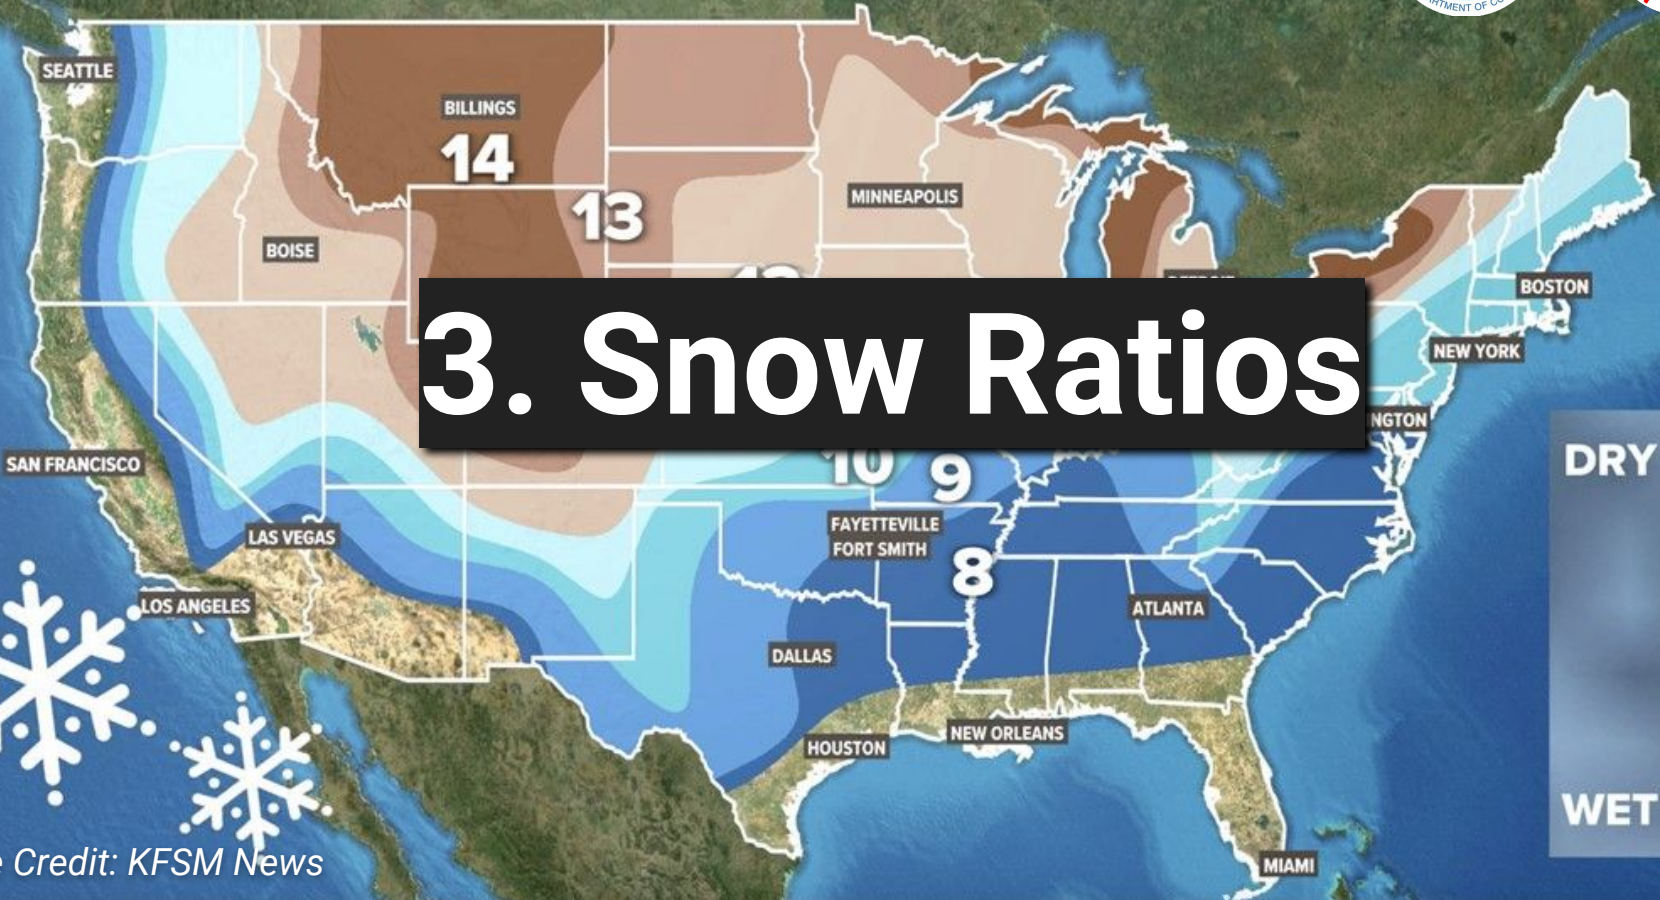 SEATTLE
BILLINGS
14
13
MINNEAPOLIS
BOISE
BOSTON
3. Snow Ratios
NEW YORK
DRY
SAN FRANCISCO
10
9
FAYETTEVILLE
FORT SMITH
LAS VEGAS
8
LOS ANGELES
ATLANTA
DALLAS
NEW ORLEANS
HOUSTON
WET
Credit: KFSM News
MIAMI